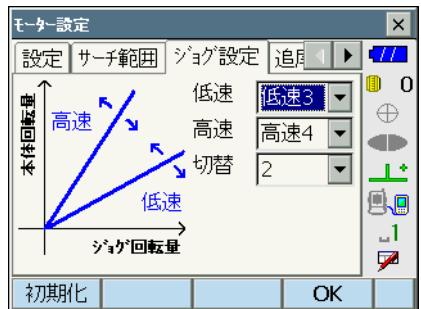 モーター設定
設定 サーチ範囲 ジョグ設定 追尾
低速 低速3
高速 高速4
切替 2
本体回転量
高速
低速
ジョグ回転量
0
1
初期化 OK